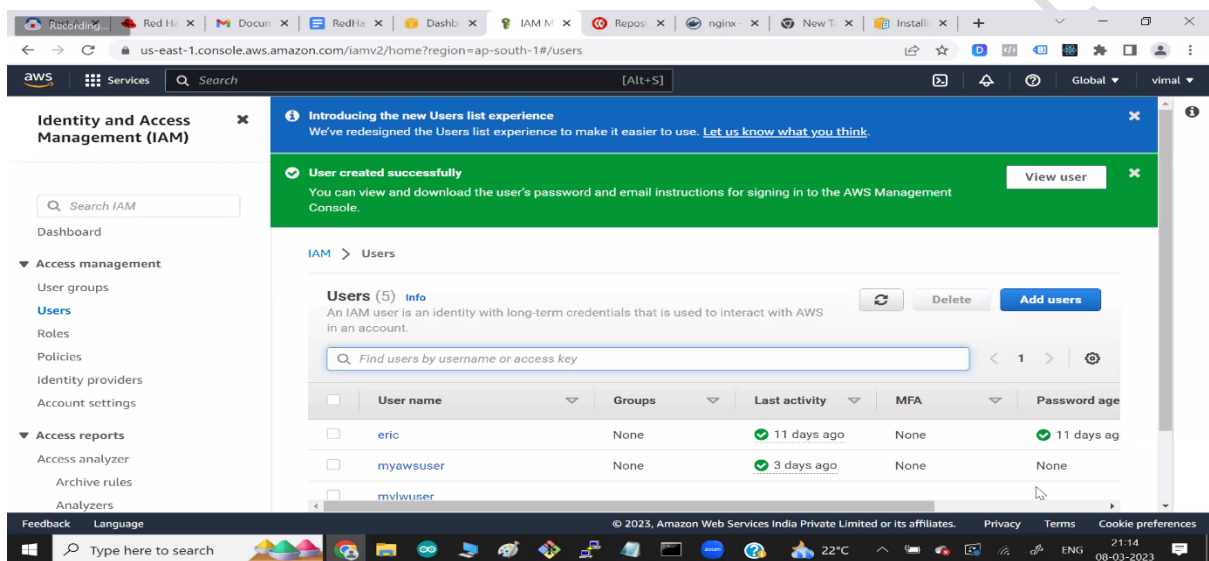 Recording...
Red Ha
Docum
RedHa
Dashb
IAM M
Repos
nginx -
New T
Installi
us-east-1.console.aws.amazon.com/iamv2/home?region=ap-south-1#/users
aws
Services
Search
[Alt+S]
Global
vimal
Identity and Access
Management (IAM)
Search IAM
Dashboard
Access management
User groups
Users
Roles
Policies
Identity providers
Account settings
Access reports
Access analyzer
Archive rules
Analyzers
Introducing the new Users list experience
We've redesigned the Users list experience to make it easier to use. Let us know what you think.
User created successfully
You can view and download the user's password and email instructions for signing in to the AWS Management
Console.
View user
IAM > Users
Users (5) Info
An IAM user is an identity with long-term credentials that is used to interact with AWS
in an account.
Delete
Add users
Find users by username or access key
1
User name Groups Last activity MFA Password age
eric None 11 days ago None 11 days ag
myawsuser None 3 days ago None None
mylwuser
Feedback Language © 2023, Amazon Web Services India Private Limited or its affiliates. Privacy Terms Cookie preferences
Type here to search
zoom
22°C
ENG
21:14
08-03-2023